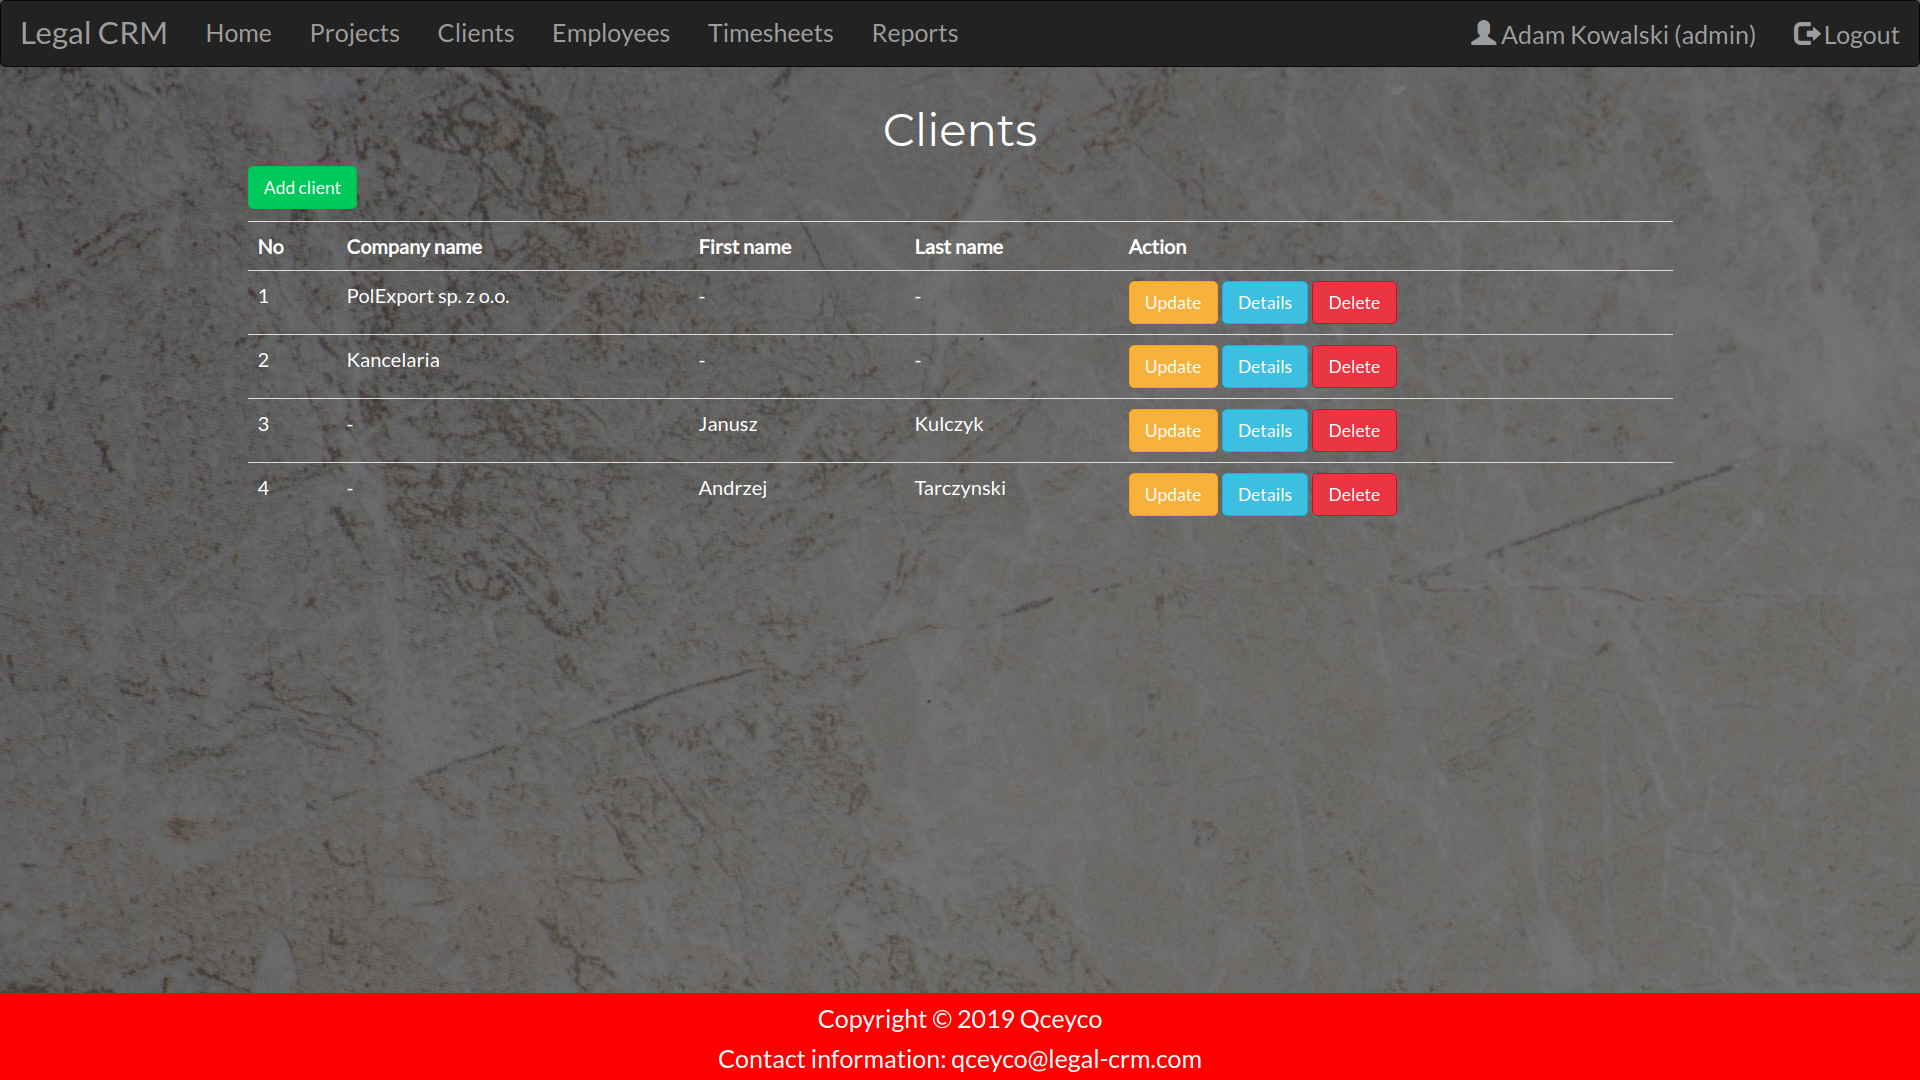 Legal CRM Home Projects Clients Employees Timesheets Reports Adam Kowalski (admin) Logout
Clients
Add client
No Company name First name Last name Action
1 PolExport sp. z o.o. - - Update Details Delete
2 Kancelaria - - Update Details Delete
3 - Janusz Kulczyk Update Details Delete
4 - Andrzej Tarczynski Update Details Delete
Copyright © 2019 Qceyco
Contact information: qceyco@legal-crm.com